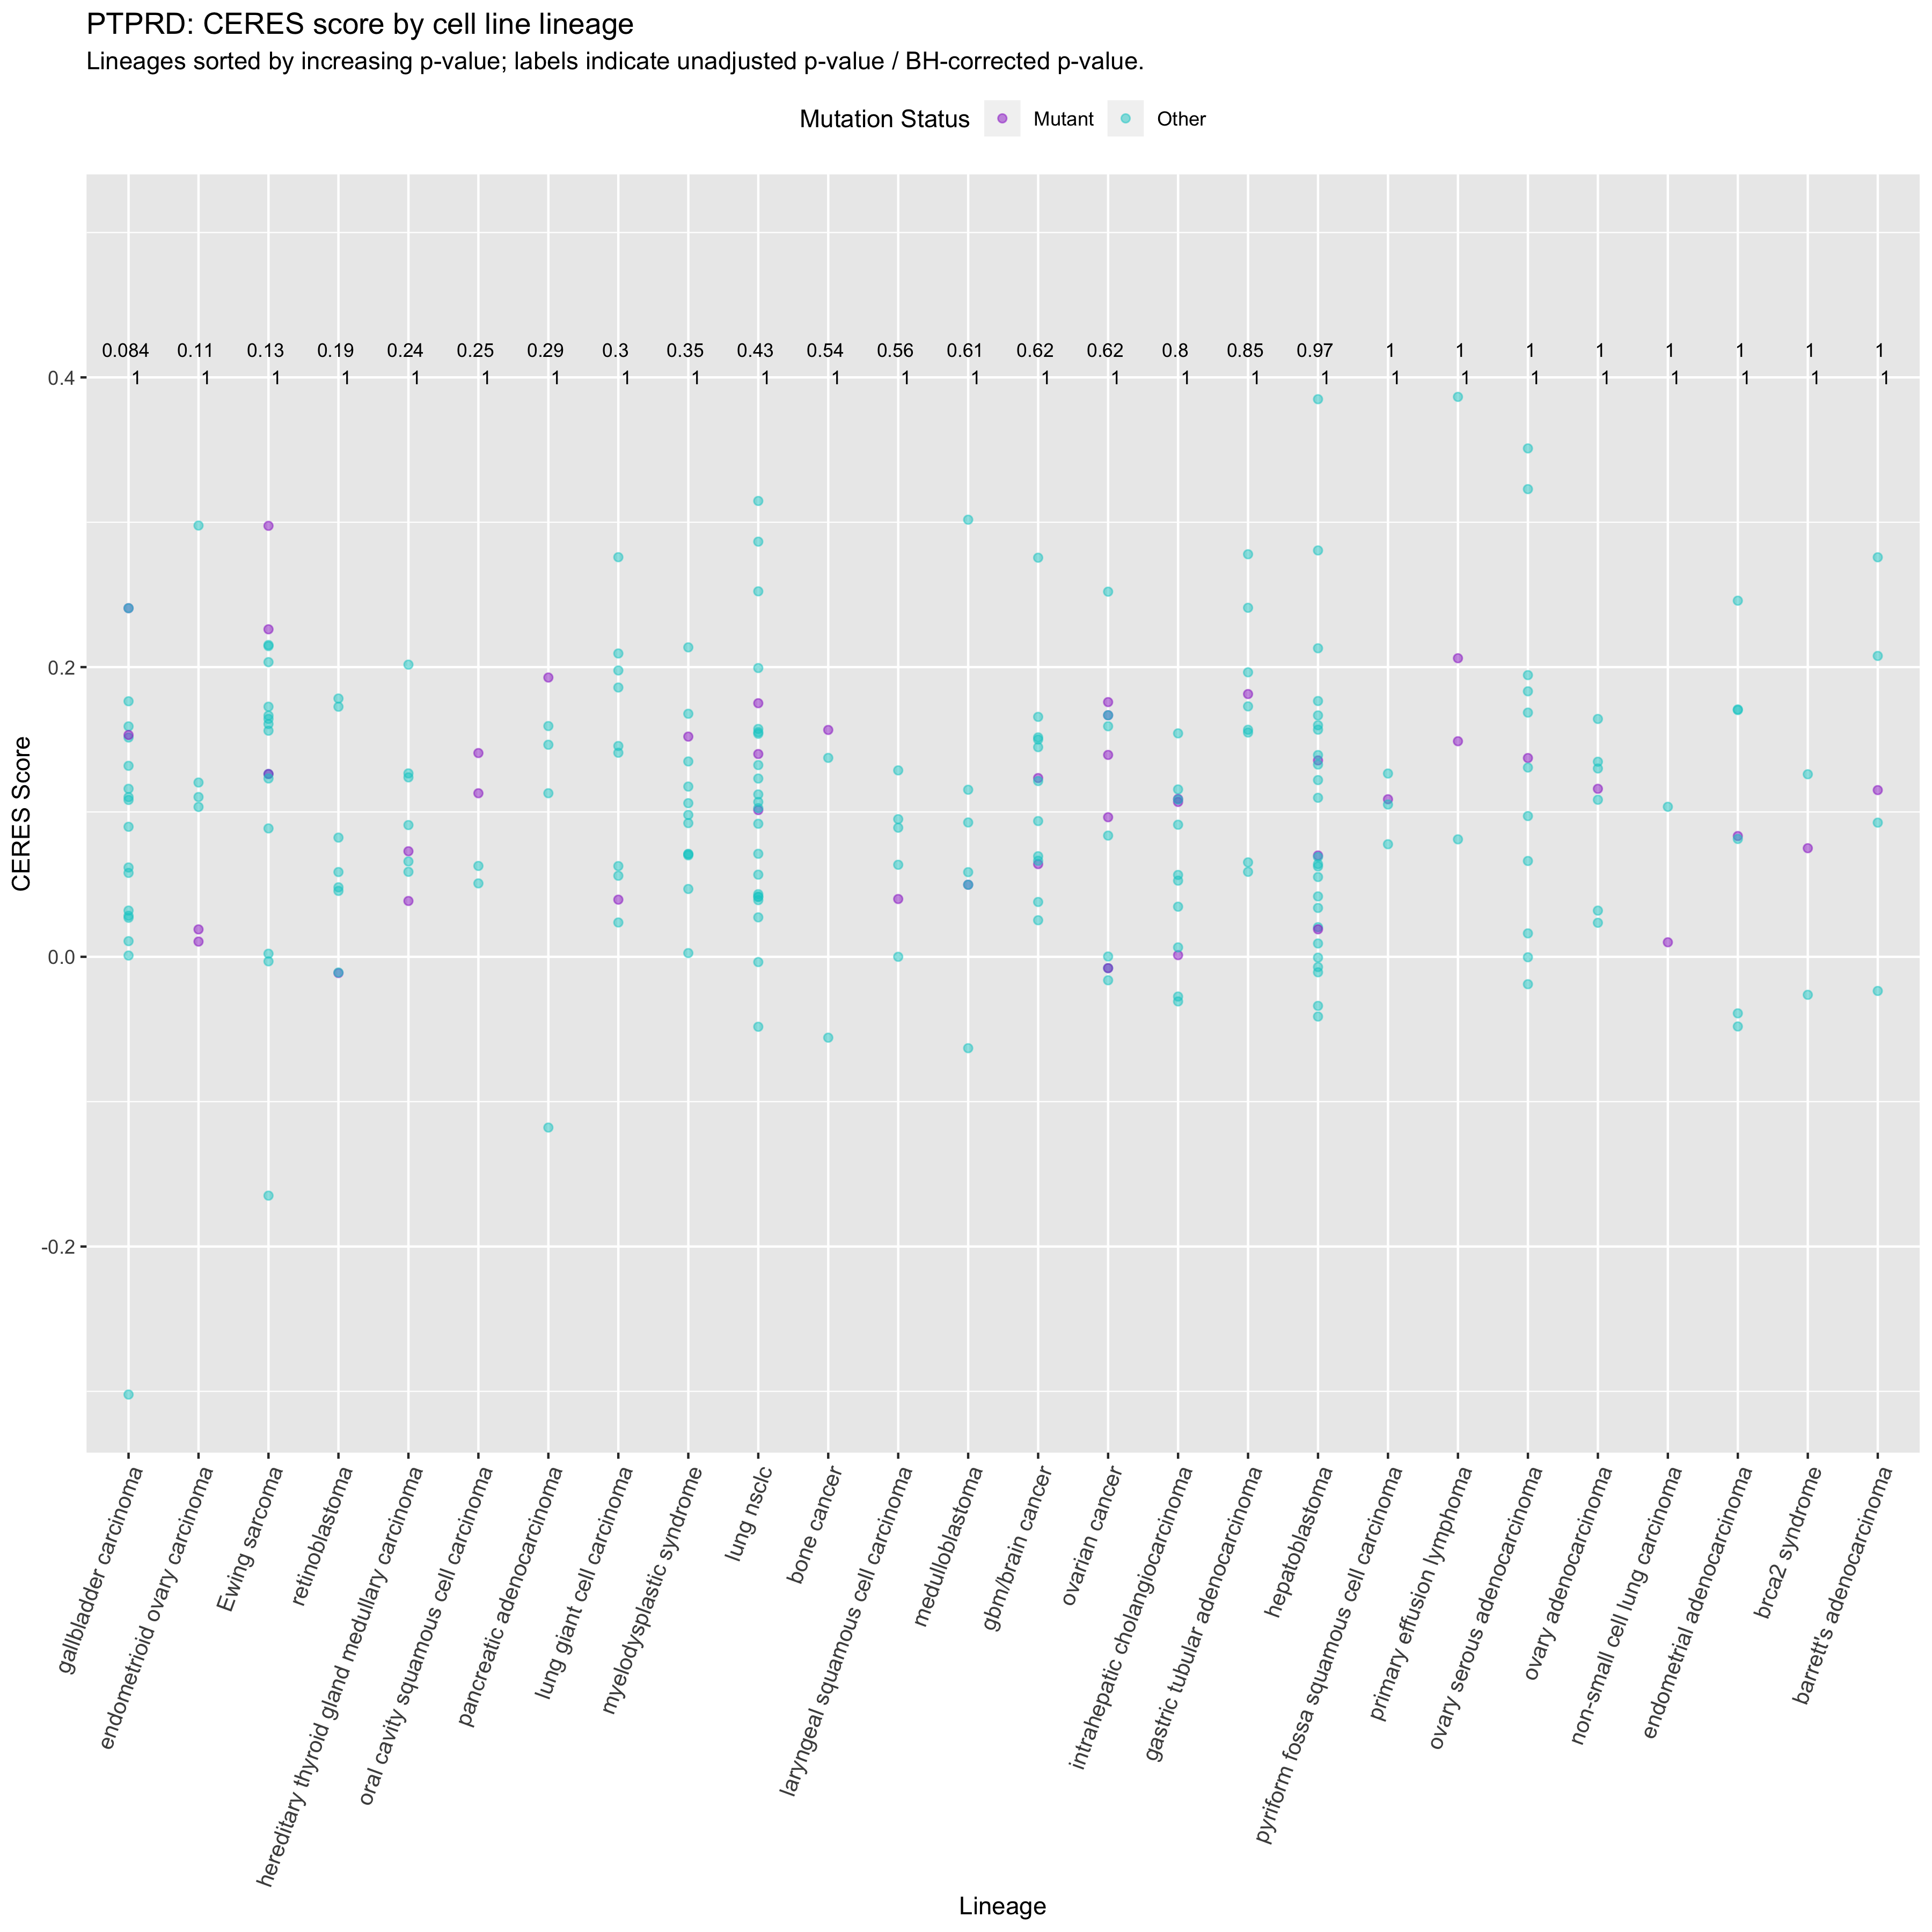 PTPRD: CERES score by cell line lineage
Lineages sorted by increasing p-value; labels indicate unadjusted p-value / BH-corrected p-value.
Mutation Status Mutant Other
0.084 0.11 0.13 0.19 0.24 0.25 0.29 0.3 0.35 0.43 0.54 0.56 0.61 0.62 0.62 0.8 0.85 0.97 1 1 1 1 1 1 1 1
1 1 1 1 1 1 1 1 1 1 1 1 1 1 1 1 1 1 1 1 1 1 1 1 1 1
0.4
0.2
0.0
-0.2
CERES Score
gallbladder carcinoma
endometrioid ovary carcinoma
Ewing sarcoma
retinoblastoma
hereditary thyroid gland medullary carcinoma
oral cavity squamous cell carcinoma
pancreatic adenocarcinoma
lung giant cell carcinoma
myelodysplastic syndrome
lung nsclc
bone cancer
laryngeal squamous cell carcinoma
medulloblastoma
gbm/brain cancer
ovarian cancer
intrahepatic cholangiocarcinoma
gastric tubular adenocarcinoma
hepatoblastoma
pyriform fossa squamous cell carcinoma
primary effusion lymphoma
ovary serous adenocarcinoma
ovary adenocarcinoma
non-small cell lung carcinoma
endometrial adenocarcinoma
brca2 syndrome
barrett's adenocarcinoma
Lineage